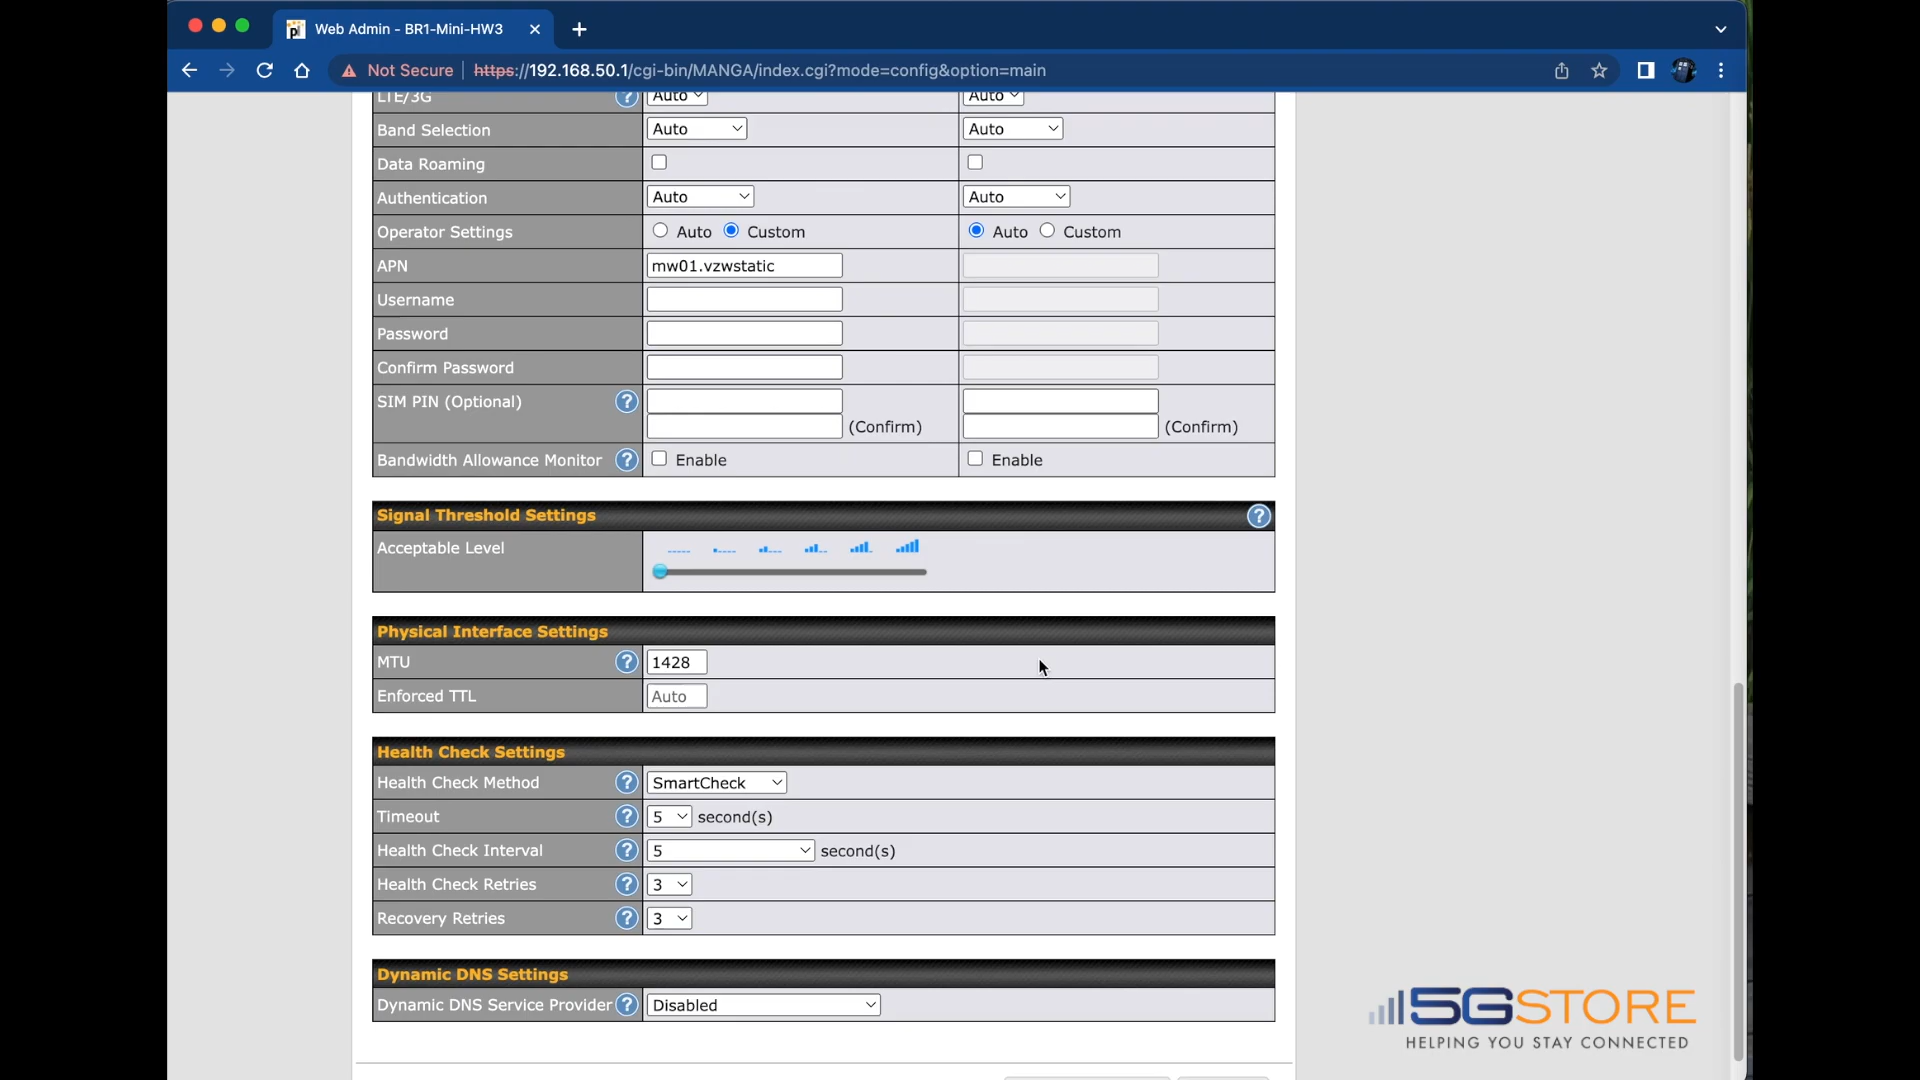 Web Admin - BR1-Mini-HW3
Not Secure https://192.168.50.1/cgi-bin/MANGA/index.cgi?mode=config&option=main
LTE/3G ? Auto Auto
Band Selection Auto Auto
Data Roaming
Authentication Auto Auto
Operator Settings Auto Custom Auto Custom
APN mw01.vzwstatic
Username
Password
Confirm Password
SIM PIN (Optional) ?
(Confirm) (Confirm)
Bandwidth Allowance Monitor ? Enable Enable
Signal Threshold Settings ?
Acceptable Level
Physical Interface Settings
MTU ? 1428
Enforced TTL Auto
Health Check Settings
Health Check Method ? SmartCheck
Timeout ? 5 second(s)
Health Check Interval ? 5 second(s)
Health Check Retries ? 3
Recovery Retries ? 3
Dynamic DNS Settings
Dynamic DNS Service Provider ? Disabled
5GSTORE
HELPING YOU STAY CONNECTED